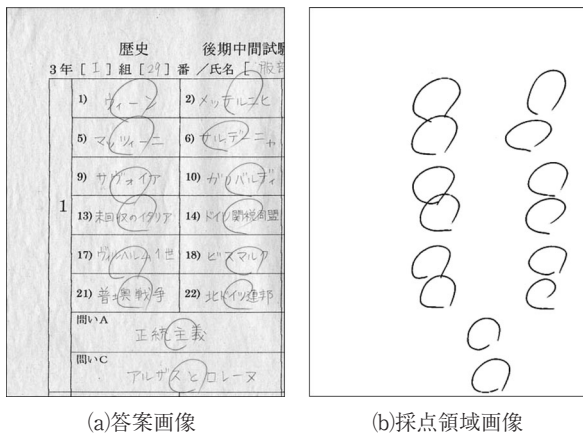 歴史 後期中間試験
3年 [ 1 ] 組 [ 29 ] 番 /氏名 [
1) ウィーン 2) メッテルニヒ
5) マッツィーニ 6) サルデーニャ
9) サヴォイア 10) ガリバルディ
1
13) 未回収のイタリア 14) ドイツ関税同盟
17) ヴィルヘルム1世 18) ビスマルク
21) 普墺戦争 22) 北ドイツ連邦
問いA
正統主義
問いC
アルザスとロレーヌ
(a)答案画像 (b)採点領域画像